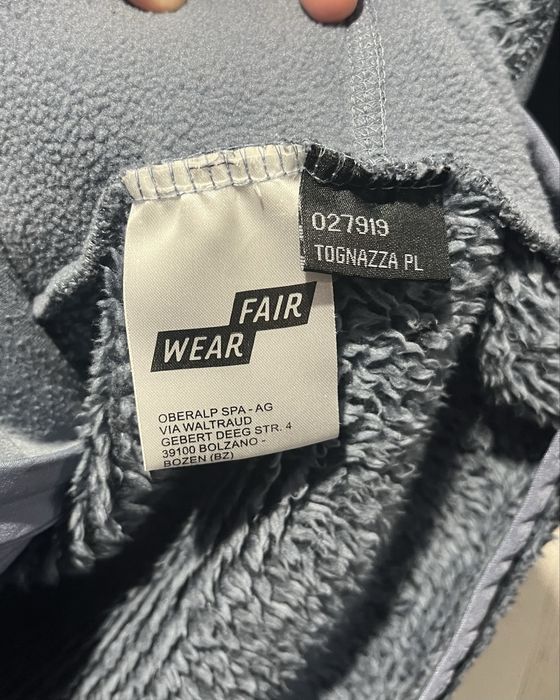 027919
TOGNAZZA PL
FAIR
WEAR
OBERALP SPA - AG
VIA WALTRAUD
GEBERT DEEG STR. 4
39100 BOLZANO -
BOZEN (BZ)